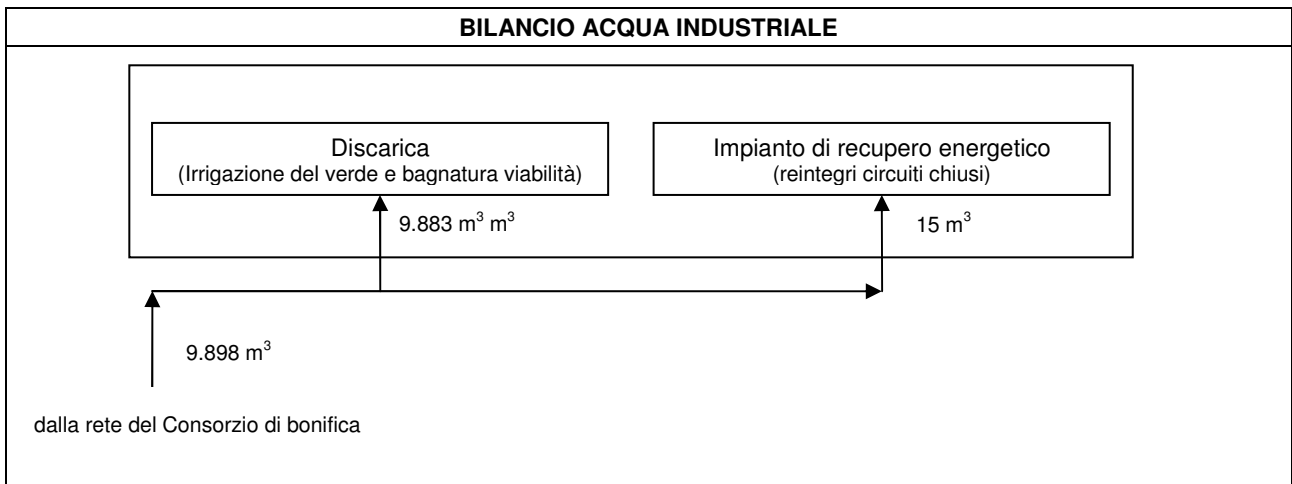 BILANCIO ACQUA INDUSTRIALE
Discarica
(Irrigazione del verde e bagnatura viabilità)
Impianto di recupero energetico
(reintegri circuiti chiusi)
9.883 m³ m³
15 m³
9.898 m³
dalla rete del Consorzio di bonifica